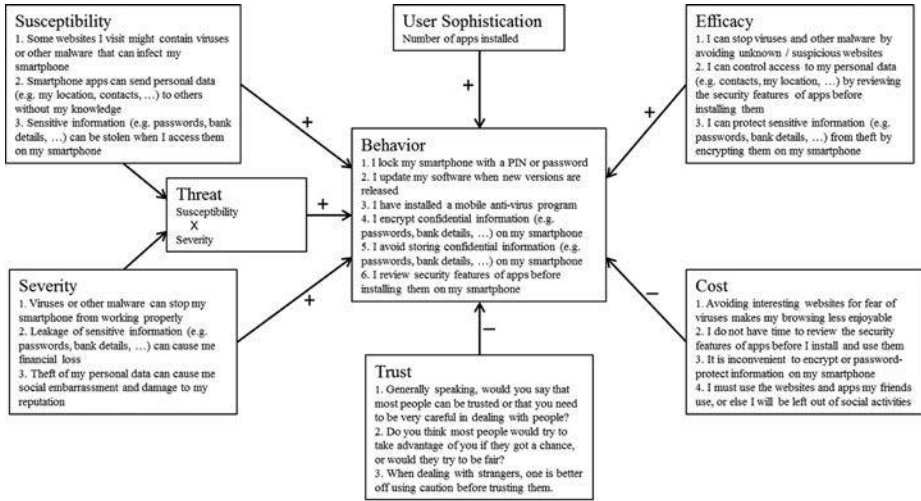 Susceptibility
1. Some websites I visit might contain viruses
or other malware that can infect my
smartphone
2. Smartphone apps can send personal data
(e.g. my location, contacts, …) to others
without my knowledge
3. Sensitive information (e.g. passwords, bank
details, …) can be stolen when I access them
on my smartphone
User Sophistication
Number of apps installed
Efficacy
1. I can stop viruses and other malware by
avoiding unknown / suspicious websites
2. I can control access to my personal data
(e.g. contacts, my location, …) by reviewing
the security features of apps before
installing them
3. I can protect sensitive information (e.g.
passwords, bank details, …) from theft by
encrypting them on my smartphone
+
+
+
Threat
Susceptibility
X
Severity
+
Behavior
1. I lock my smartphone with a PIN or password
2. I update my software when new versions are
released
3. I have installed a mobile anti-virus program
4. I encrypt confidential information (e.g.
passwords, bank details, …) on my smartphone
5. I avoid storing confidential information (e.g.
passwords, bank details, …) on my smartphone
6. I review security features of apps before
installing them on my smartphone
Severity
1. Viruses or other malware can stop my
smartphone from working properly
2. Leakage of sensitive information (e.g.
passwords, bank details, …) can cause me
financial loss
3. Theft of my personal data can cause me
social embarrassment and damage to my
reputation
+
−
−
Trust
1. Generally speaking, would you say that
most people can be trusted or that you need
to be very careful in dealing with people?
2. Do you think most people would try to
take advantage of you if they got a chance,
or would they try to be fair?
3. When dealing with strangers, one is better
off using caution before trusting them.
Cost
1. Avoiding interesting websites for fear of
viruses makes my browsing less enjoyable
2. I do not have time to review the security
features of apps before I install and use them
3. It is inconvenient to encrypt or password-
protect information on my smartphone
4. I must use the websites and apps my friends
use, or else I will be left out of social activities